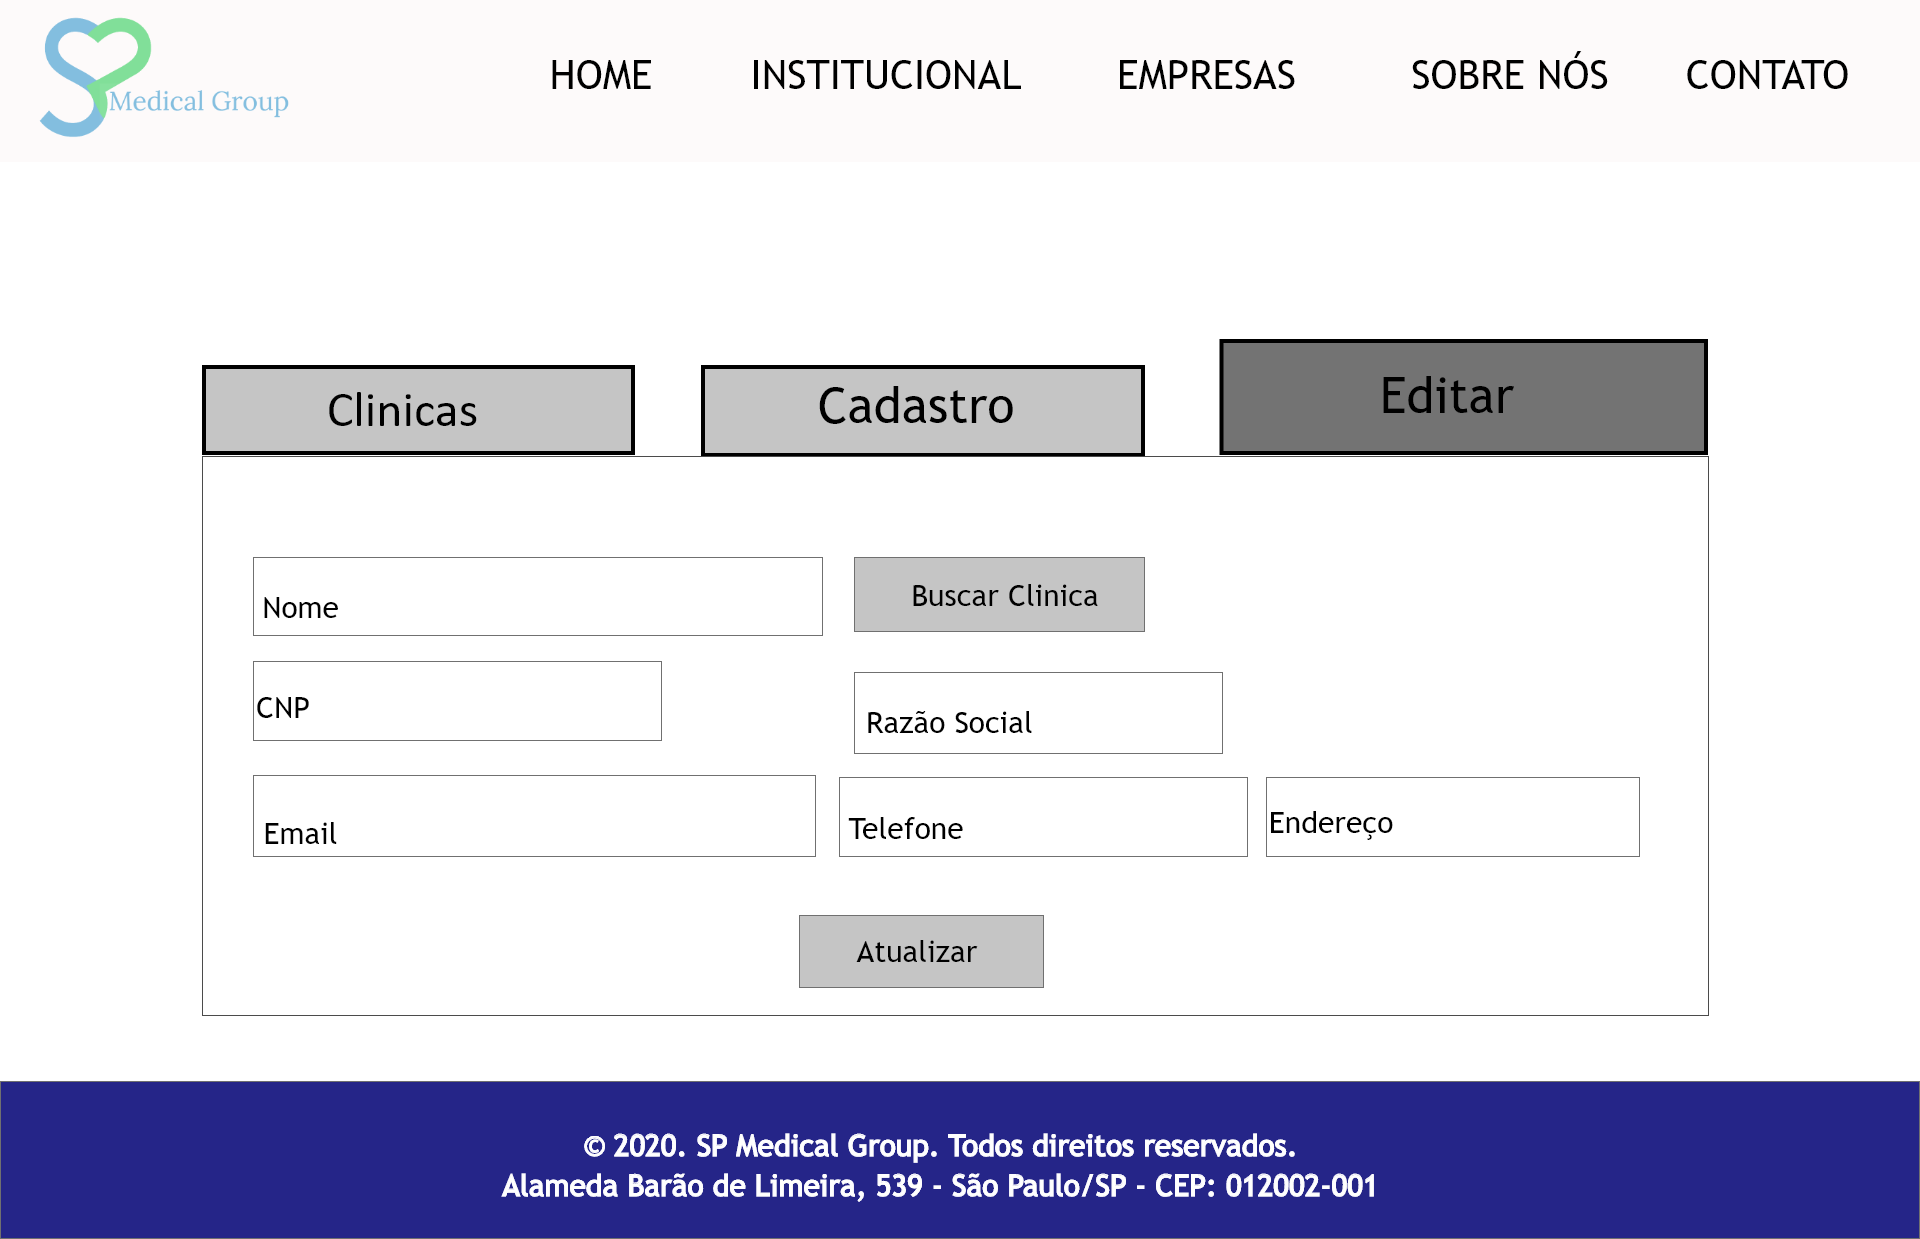 Medical Group
HOME INSTITUCIONAL EMPRESAS SOBRE NÓS CONTATO
Clinicas Cadastro Editar
Nome Buscar Clinica
CNP Razão Social
Email Telefone Endereço
Atualizar
© 2020. SP Medical Group. Todos direitos reservados.
Alameda Barão de Limeira, 539 - São Paulo/SP - CEP: 012002-001